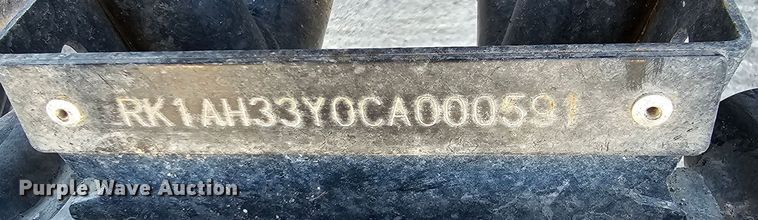 RK1AH33Y0CA000591
Purple Wave Auction